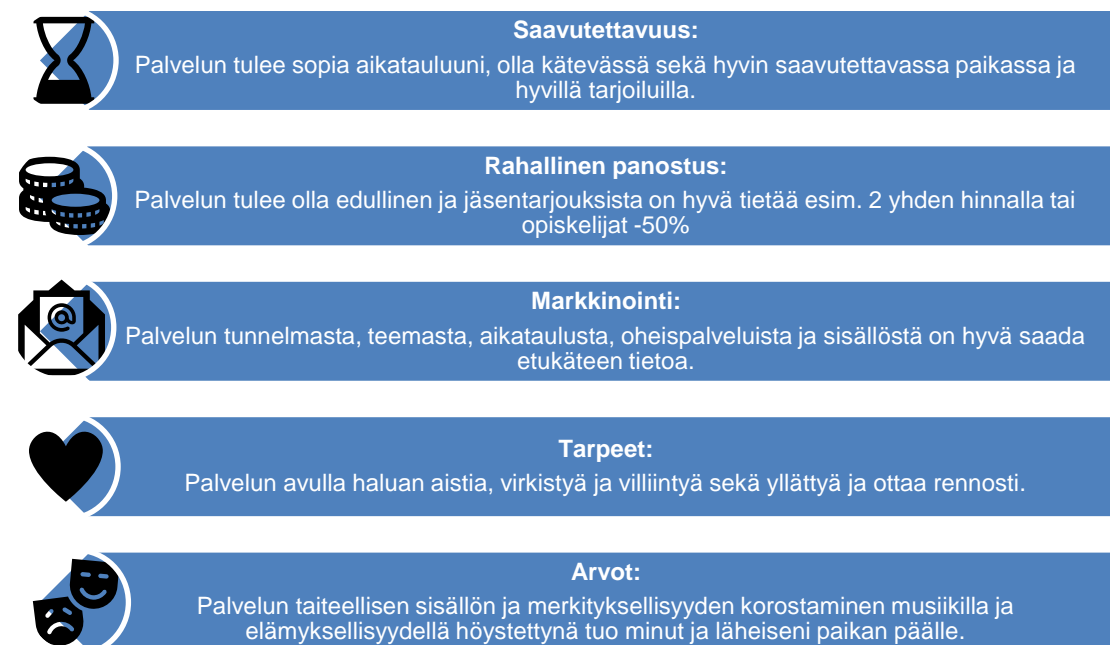 Saavutettavuus:
Palvelun tulee sopia aikatauluuni, olla kätevässä sekä hyvin saavutettavassa paikassa ja
hyvillä tarjoiluilla.
Rahallinen panostus:
Palvelun tulee olla edullinen ja jäsentarjouksista on hyvä tietää esim. 2 yhden hinnalla tai
opiskelijat -50%
@
Markkinointi:
Palvelun tunnelmasta, teemasta, aikataulusta, oheispalveluista ja sisällöstä on hyvä saada
etukäteen tietoa.
Tarpeet:
Palvelun avulla haluan aistia, virkistyä ja villiintyä sekä yllättyä ja ottaa rennosti.
Arvot:
Palvelun taiteellisen sisällön ja merkityksellisyyden korostaminen musiikilla ja
elämyksellisyydellä höystettynä tuo minut ja läheiseni paikan päälle.